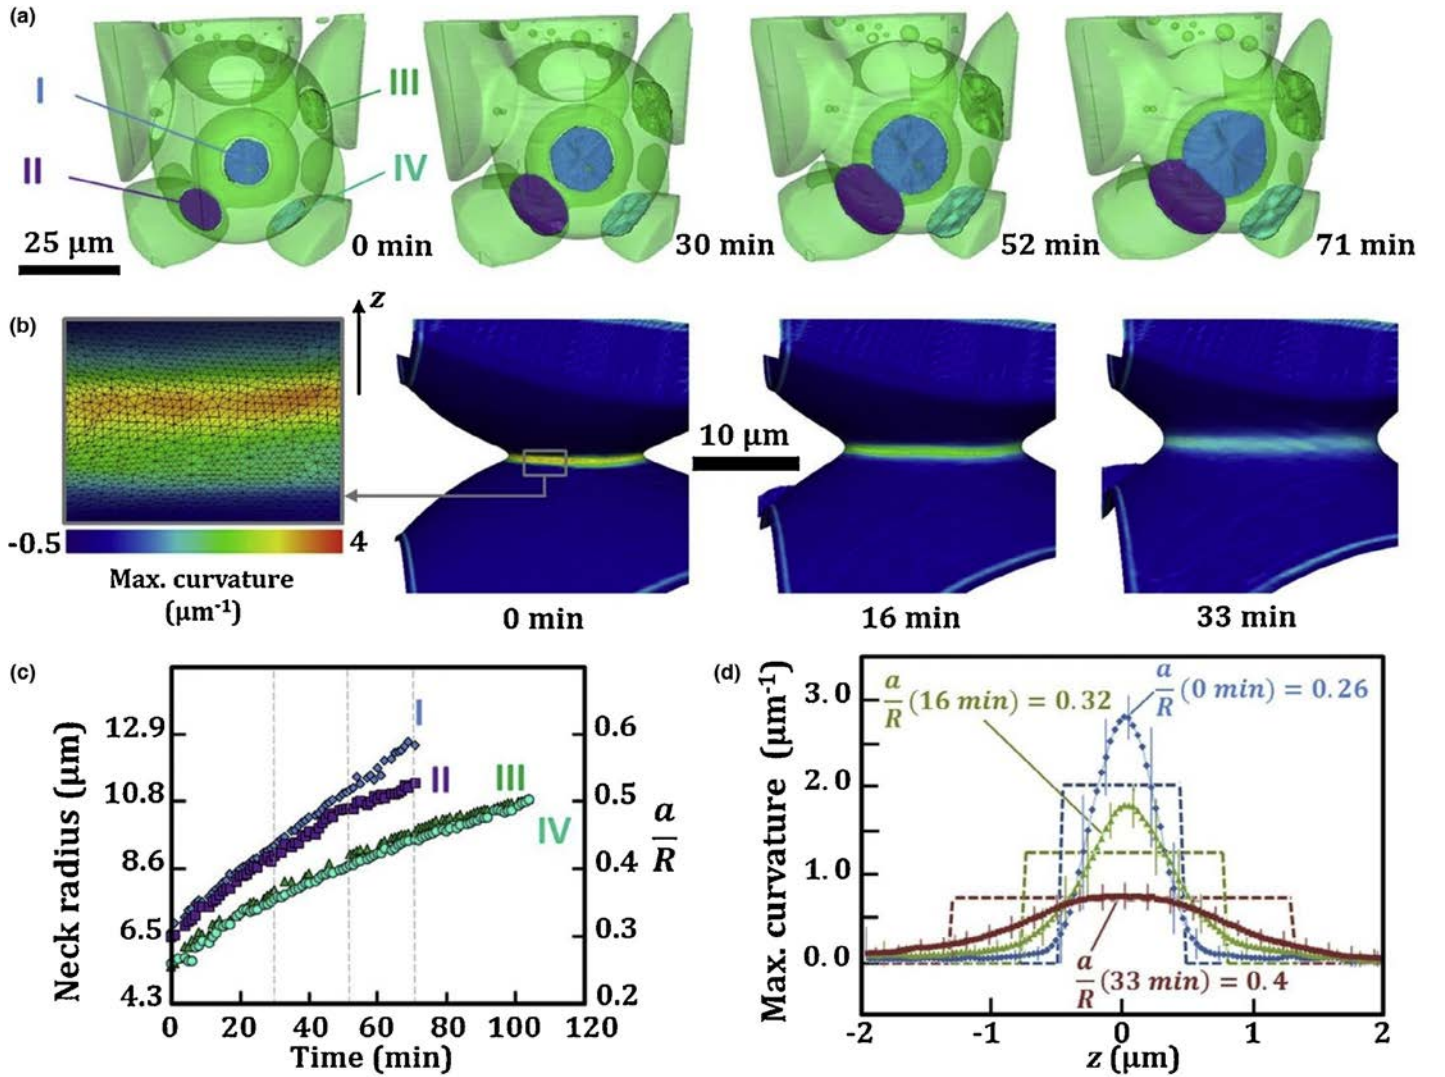 (a)
I
III
II
IV
25 μm
0 min
30 min
52 min
71 min
(b)
z
10 μm
-0.5
4
Max. curvature
(μm-1)
0 min
16 min
33 min
(c)
Neck radius (μm)
12.9
10.8
8.6
6.5
4.3
I
II
III
IV
0.6
0.5
0.4
0.3
0.2
a
R
0
20
40
60
80
100
120
Time (min)
(d)
Max. curvature (μm-1)
3.0
2.0
1.0
0.0
a/R (16 min) = 0.32
a/R (0 min) = 0.26
a/R (33 min) = 0.4
-2
-1
0
1
2
z (μm)